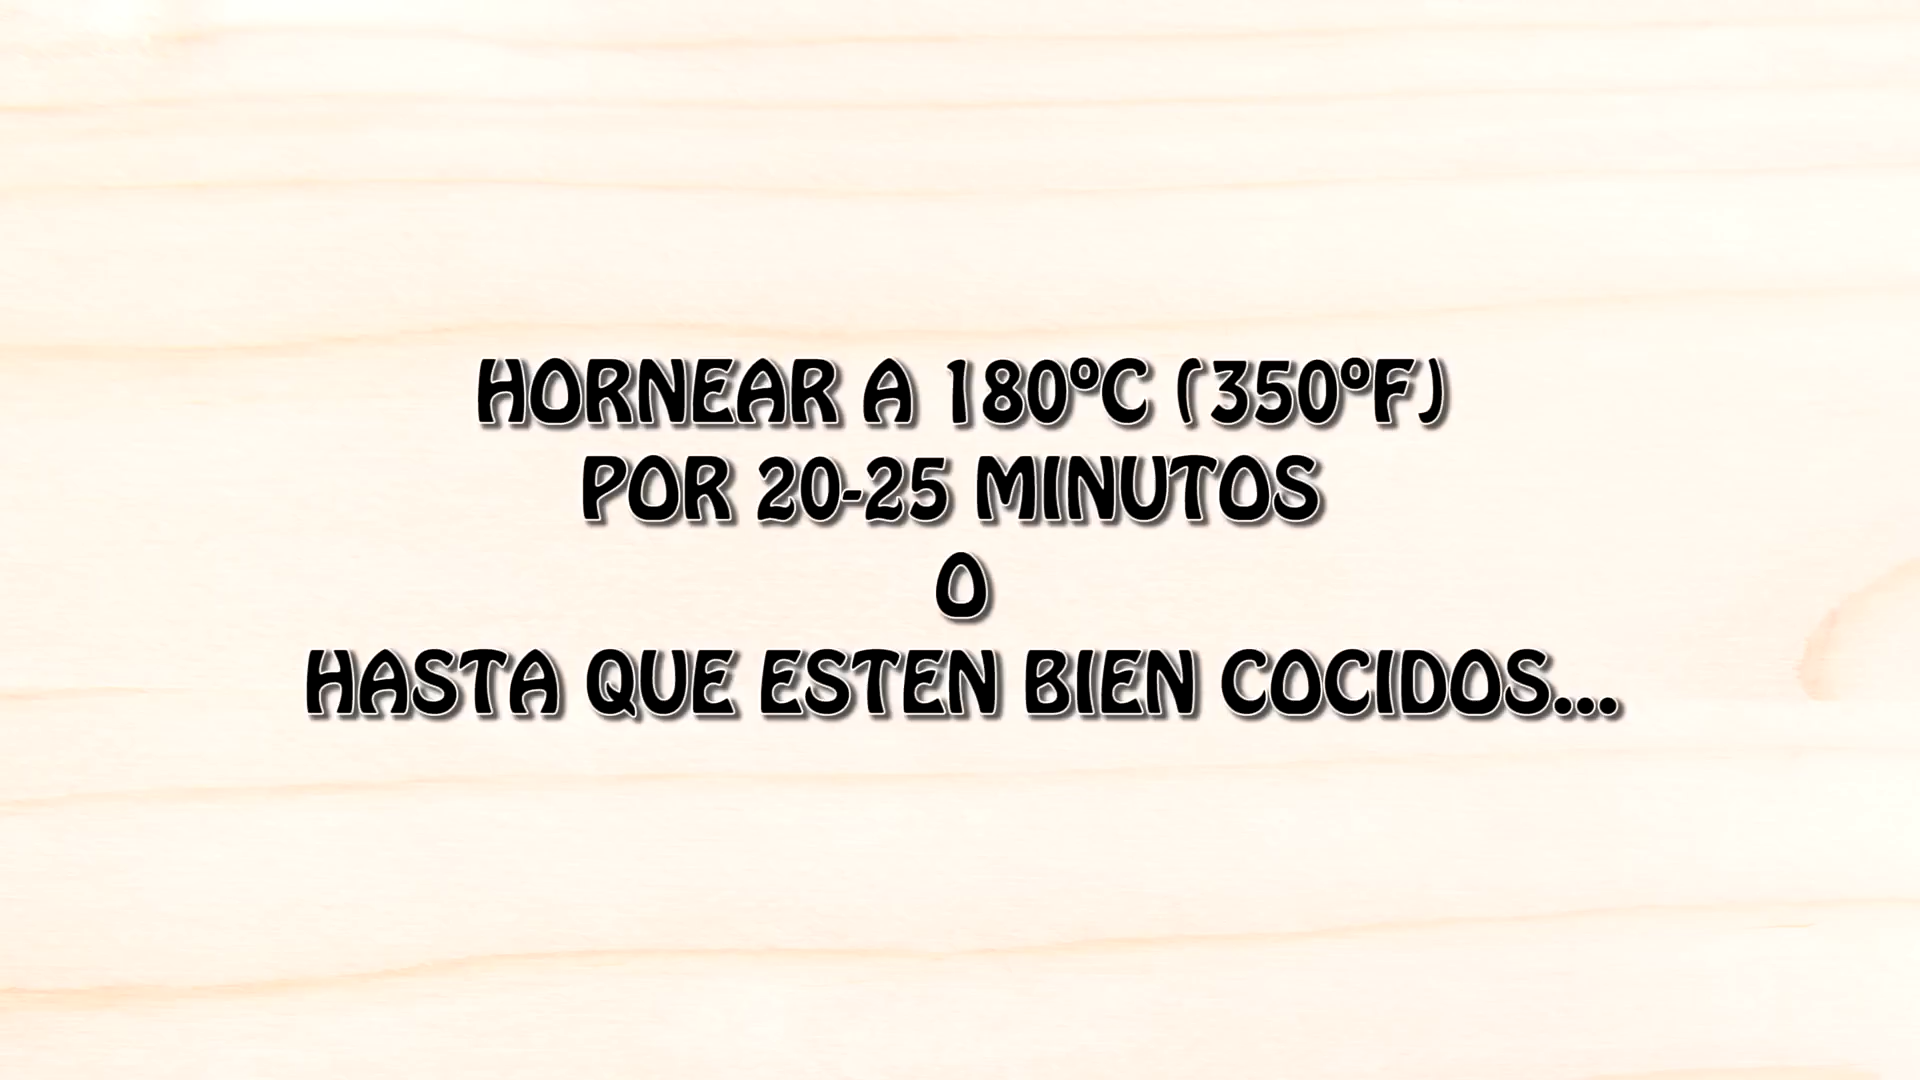 HORNEAR A 180ºC (350ºF)
POR 20-25 MINUTOS
O
HASTA QUE ESTEN BIEN COCIDOS...